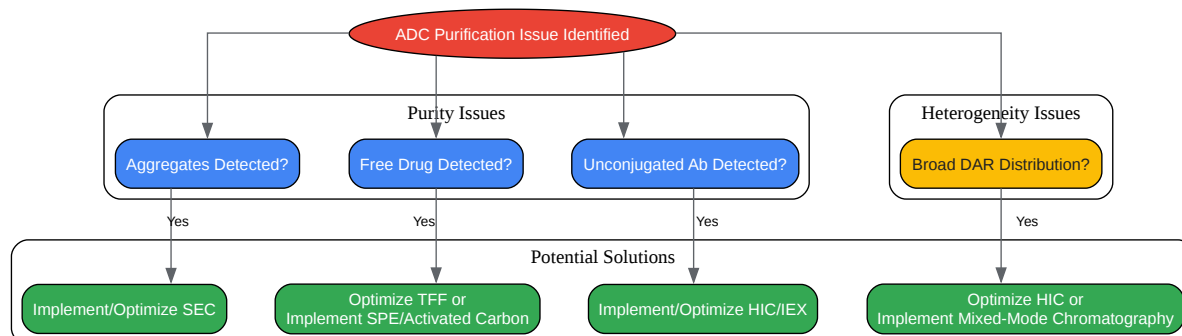 ADC Purification Issue Identified
Purity Issues
Heterogeneity Issues
Aggregates Detected?
Free Drug Detected?
Unconjugated Ab Detected?
Broad DAR Distribution?
Yes
Yes
Yes
Yes
Potential Solutions
Implement/Optimize SEC
Optimize TFF or
Implement SPE/Activated Carbon
Implement/Optimize HIC/IEX
Optimize HIC or
Implement Mixed-Mode Chromatography